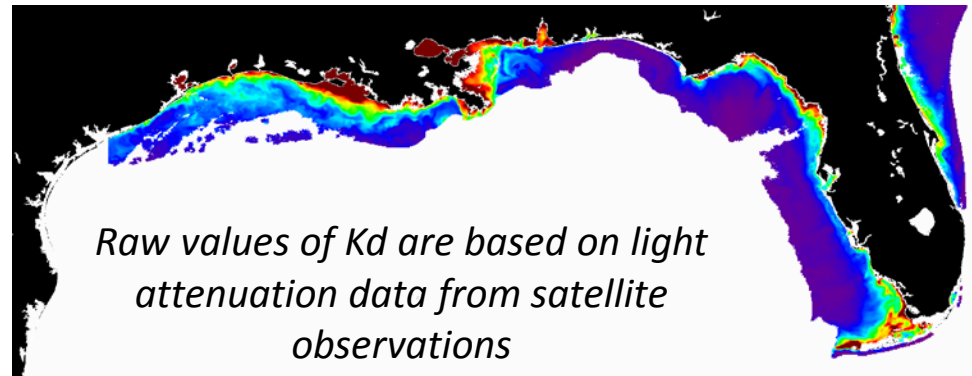 Raw values of Kd are based on light
attenuation data from satellite
observations